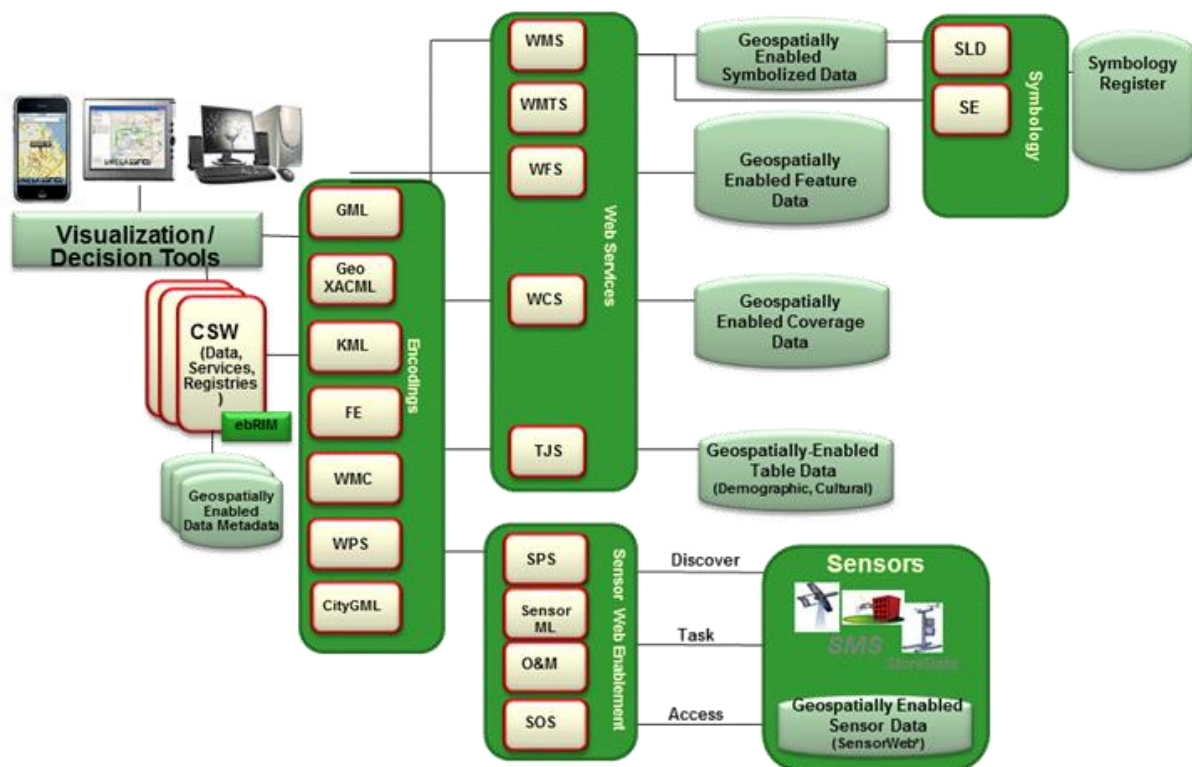 WMS
WMTS
WFS
WCS
TJS
Web Services
Geospatially
Enabled
Symbolized Data
SLD
SE
Symbology
Symbology
Register
Geospatially
Enabled Feature
Data
Geospatially
Enabled Coverage
Data
Geospatially-Enabled
Table Data
(Demographic, Cultural)
Visualization/
Decision Tools
CSW
(Data,
Services,
Registries
)
ebRIM
Geospatially
Enabled
Data Metadata
GML
Geo
XACML
KML
FE
WMC
WPS
CityGML
Encodings
SPS
Sensor
ML
O&M
SOS
Sensor Web Enablement
Discover
Task
Access
Sensors
SMS
StoreData
Geospatially Enabled
Sensor Data
(SensorWeb*)